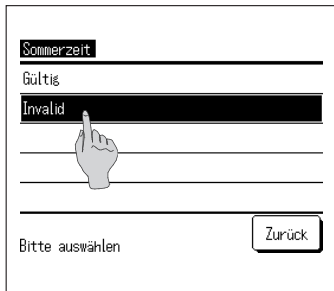 Sommerzeit
Gültig
Invalid
Zurück
Bitte auswählen